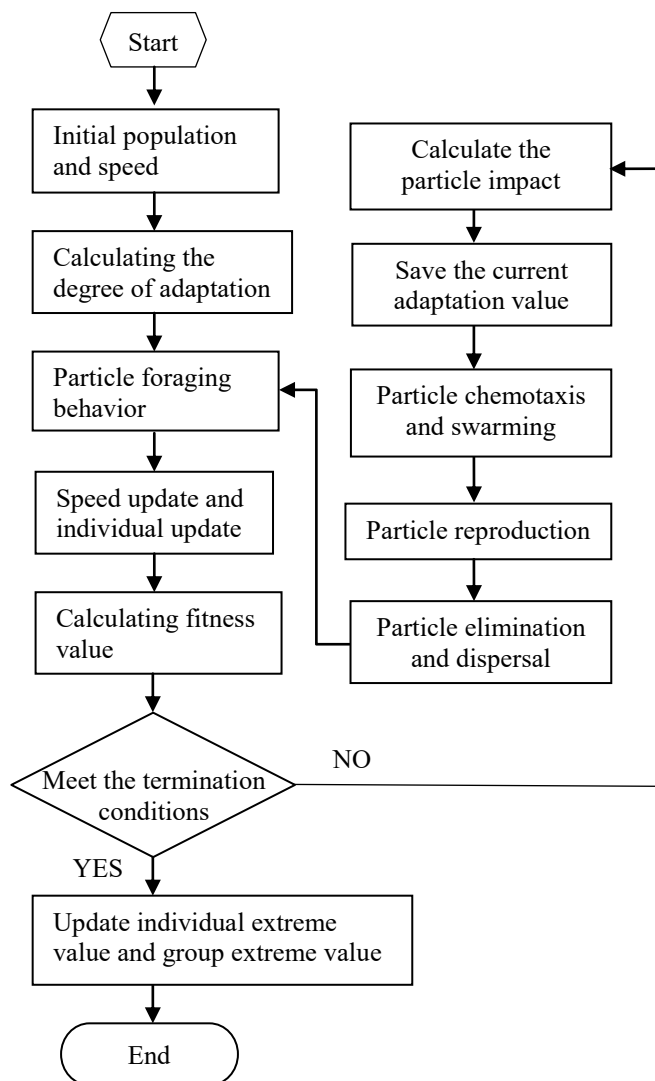 Start
Initial population
and speed
Calculating the
degree of adaptation
Particle foraging
behavior
Speed update and
individual update
Calculating fitness
value
Meet the termination
conditions
NO
YES
Update individual extreme
value and group extreme value
End
Calculate the
particle impact
Save the current
adaptation value
Particle chemotaxis
and swarming
Particle reproduction
Particle elimination
and dispersal